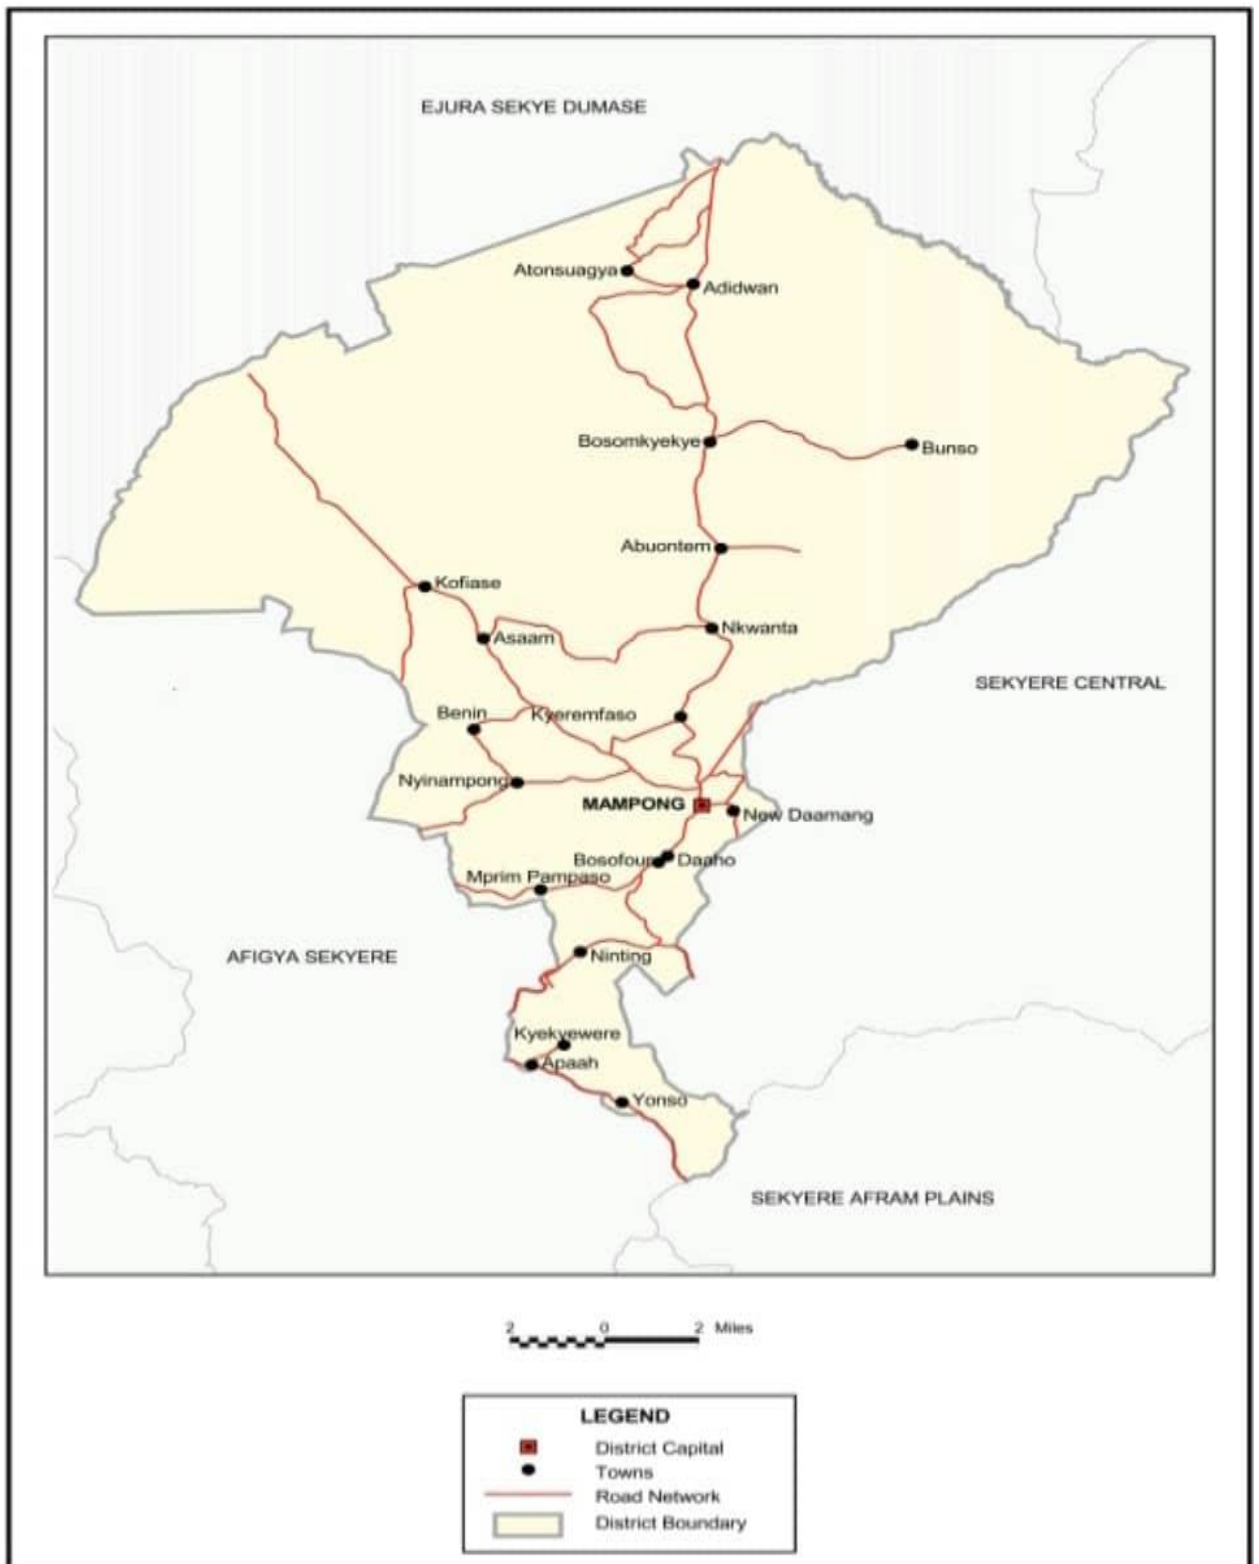 EJURA SEKYE DUMASE
Atonsuagya
Adidwan
Bosomkyekye
Bunso
Abuontem
Kofiase
Nkwanta
Asaam
SEKYERE CENTRAL
Benin
Kyeremfaso
Nyinampong
MAMPONG
New Daamang
Bosofour
Daaho
Mprim Pampaso
AFIGYA SEKYERE
Ninting
Kyekyewere
Apaah
Yonso
SEKYERE AFRAM PLAINS
2 0 2 Miles
LEGEND
District Capital
Towns
Road Network
District Boundary